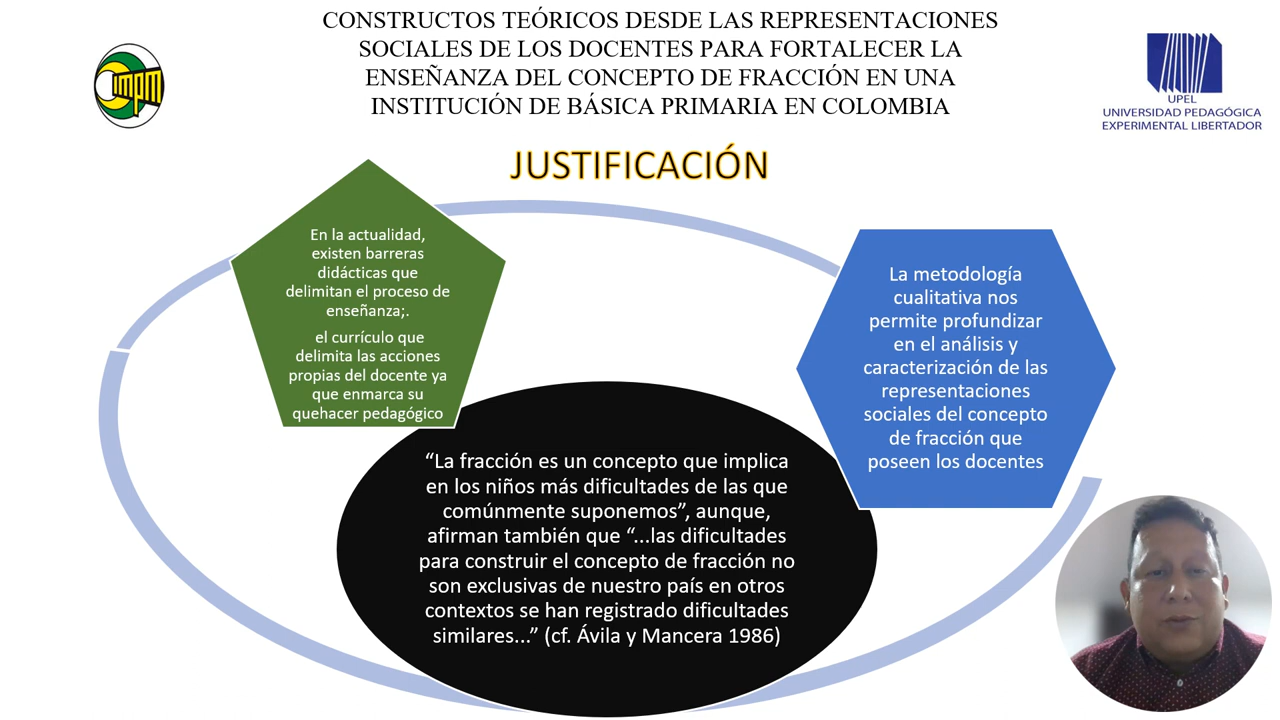 CONSTRUCTOS TEÓRICOS DESDE LAS REPRESENTACIONES
SOCIALES DE LOS DOCENTES PARA FORTALECER LA
ENSEÑANZA DEL CONCEPTO DE FRACCIÓN EN UNA
INSTITUCIÓN DE BÁSICA PRIMARIA EN COLOMBIA
impm
UPEL
UNIVERSIDAD PEDAGÓGICA
EXPERIMENTAL LIBERTADOR
JUSTIFICACIÓN
En la actualidad,
existen barreras
didácticas que
delimitan el proceso de
enseñanza;.
el currículo que
delimita las acciones
propias del docente ya
que enmarca su
quehacer pedagógico
La metodología
cualitativa nos
permite profundizar
en el análisis y
caracterización de las
representaciones
sociales del concepto
de fracción que
poseen los docentes
“La fracción es un concepto que implica
en los niños más dificultades de las que
comúnmente suponemos”, aunque,
afirman también que “...las dificultades
para construir el concepto de fracción no
son exclusivas de nuestro país en otros
contextos se han registrado dificultades
similares...” (cf. Ávila y Mancera 1986)